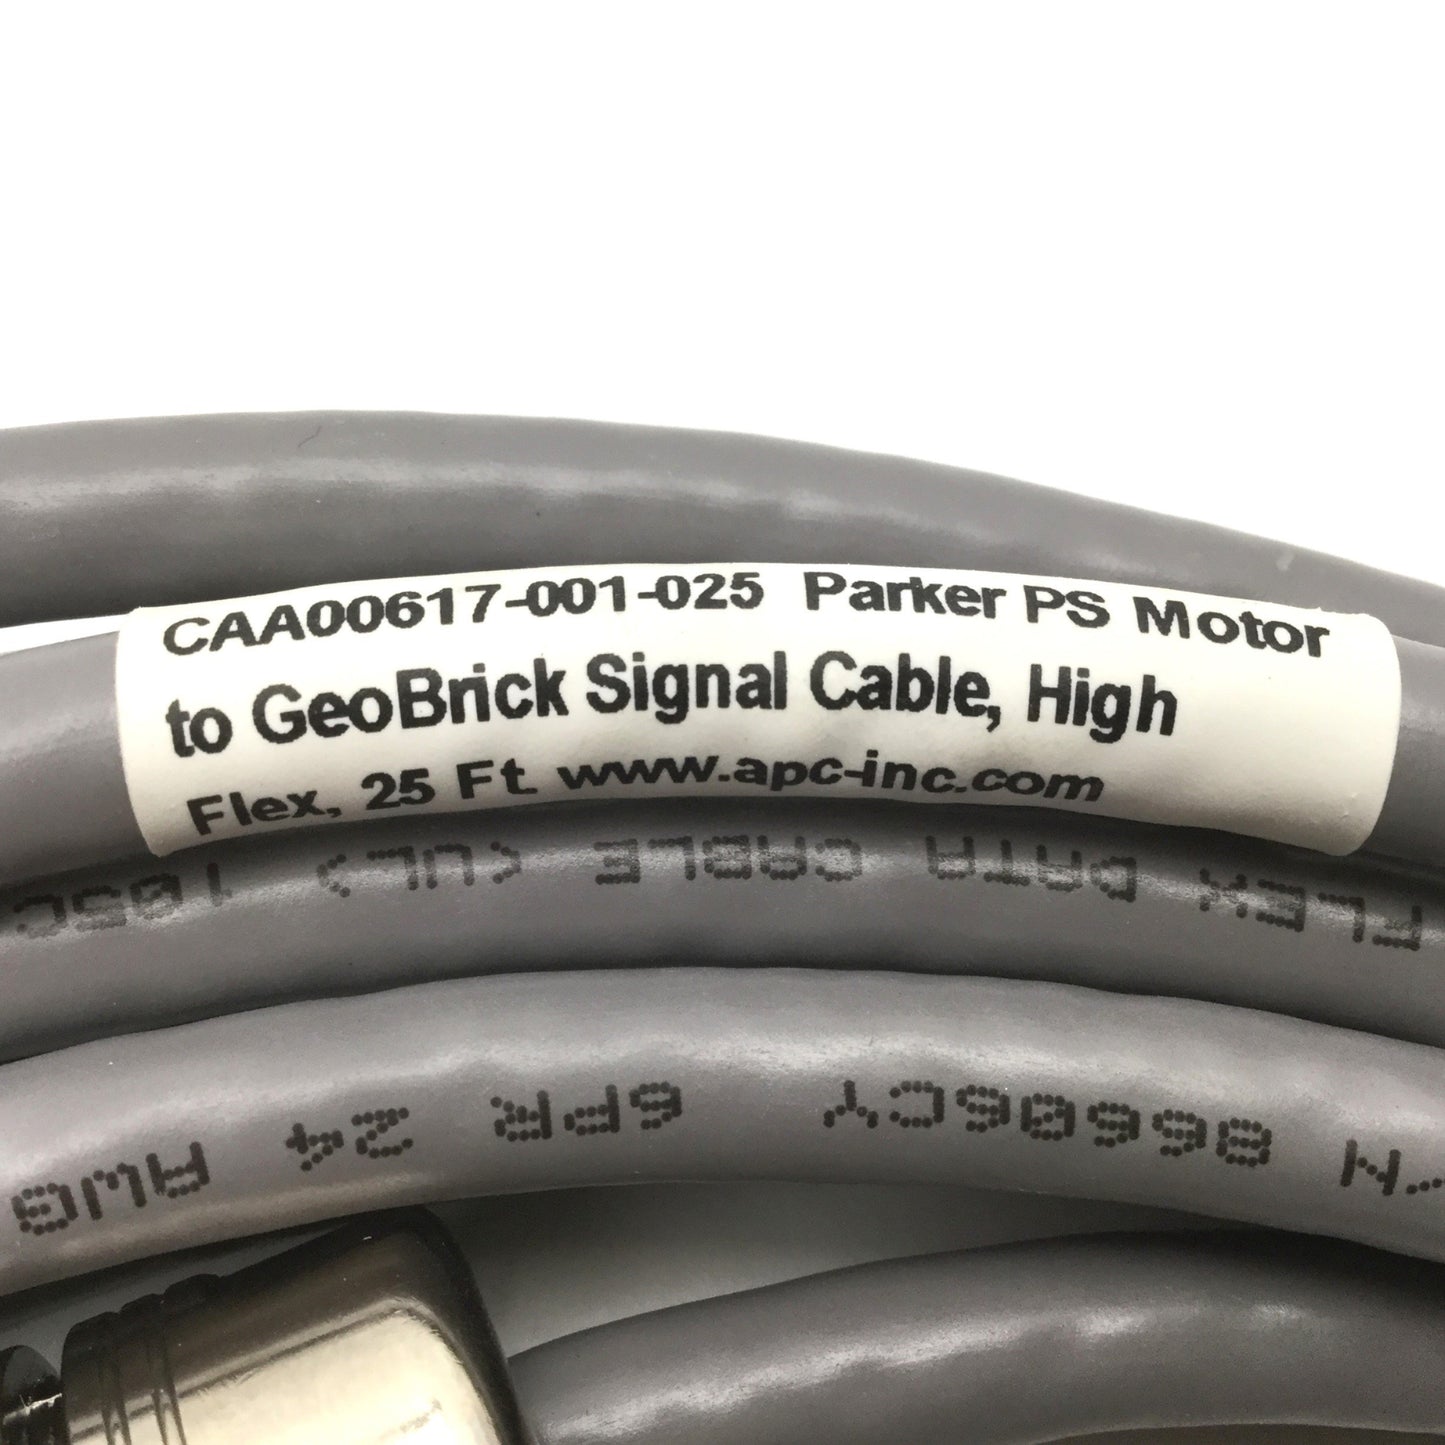 CAA00617-001-025 Parker PS Motor
to GeoBrick Signal Cable, High
Flex, 25 Ft www.apc-inc.com
FLEX DATA CABLE (UL) 105C
86606CY 6PR 24 AWG